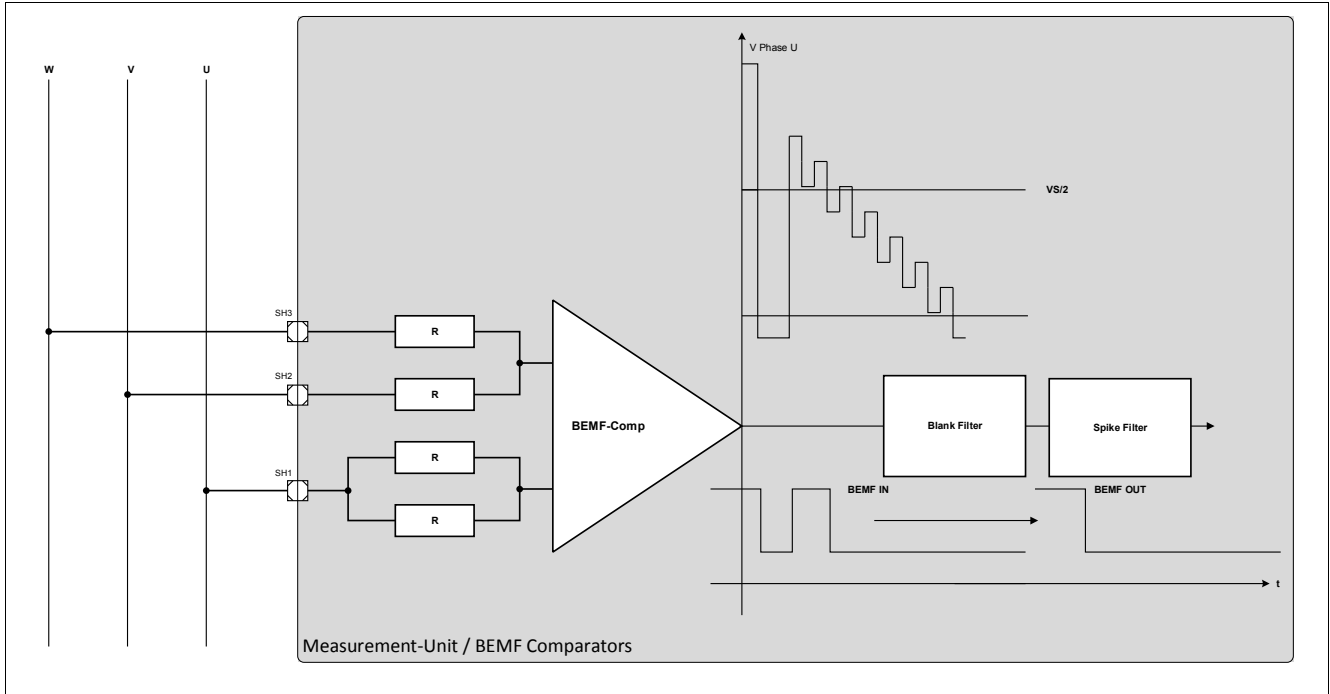 V Phase U
W V U
VS/2
SH3
R
SH2
R
BEMF-Comp
Blank Filter
Spike Filter
R
SH1
BEMF IN
BEMF OUT
R
t
Measurement-Unit / BEMF Comparators